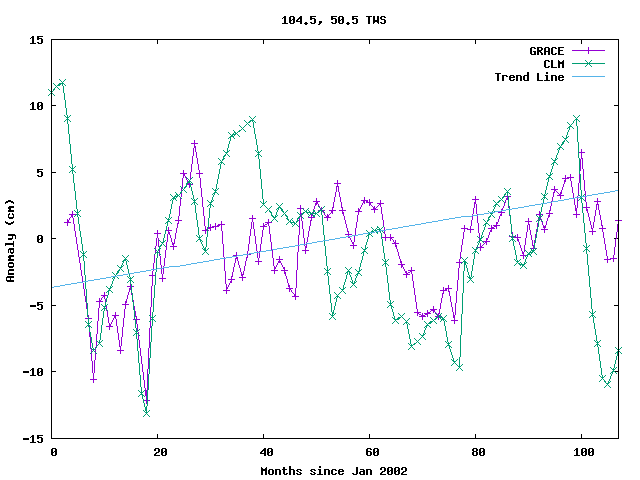 104.5, 50.5 TWS
15
10
5
0
-5
-10
-15
Anomaly (cm)
GRACE
CLM
Trend Line
0 20 40 60 80 100
Months since Jan 2002